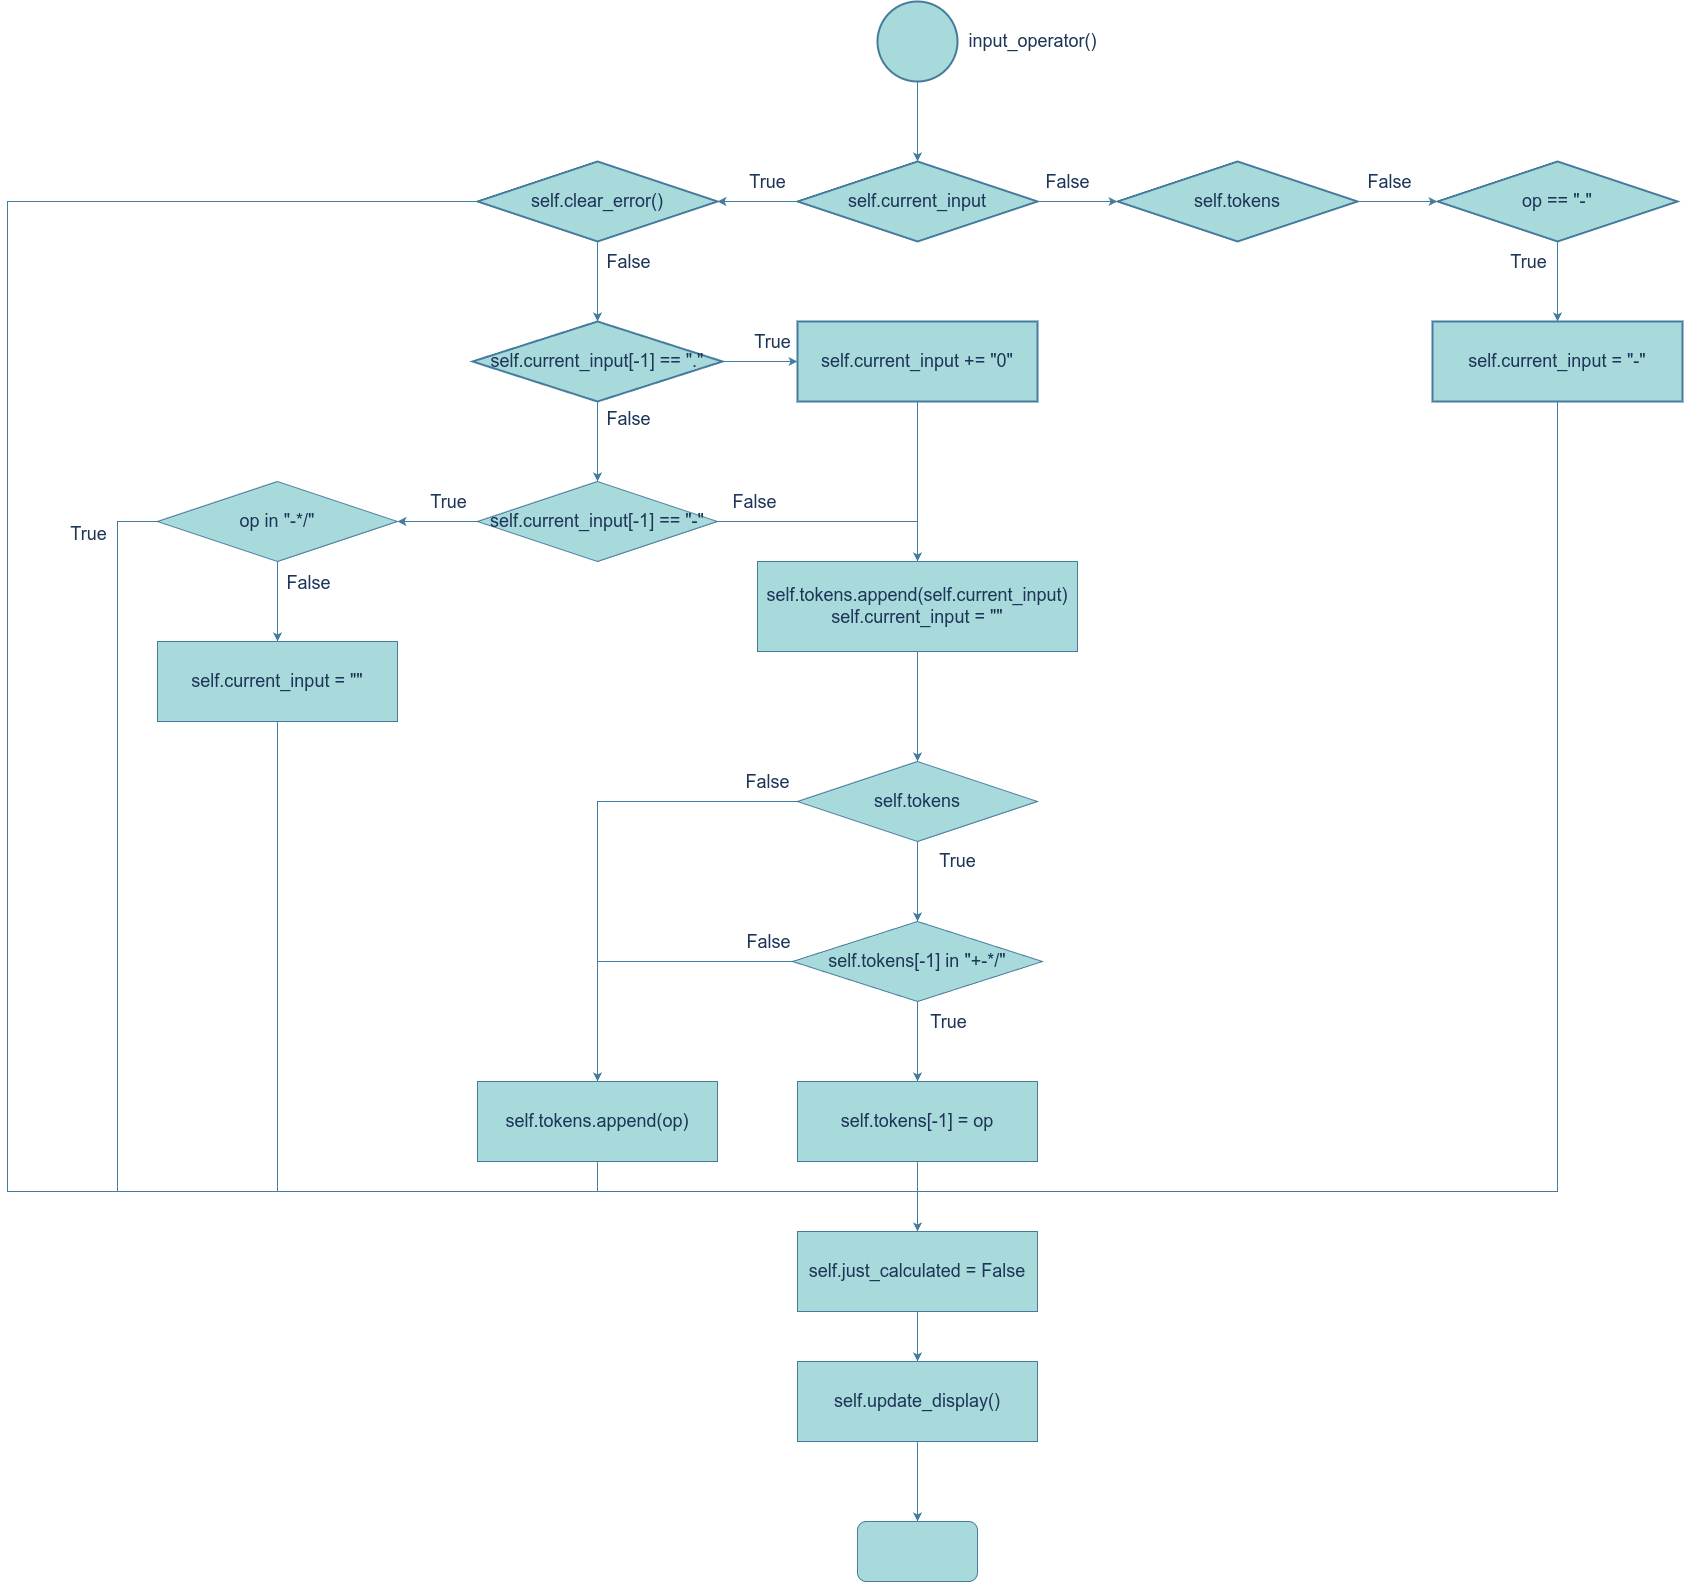 input_operator()
self.clear_error()
True
self.current_input
False
self.tokens
False
op == "-"
False
True
self.current_input[-1] == "."
True
self.current_input += "0"
self.current_input = "-"
False
True
op in "-*/"
True
self.current_input[-1] == "-"
False
False
self.tokens.append(self.current_input)
self.current_input = ""
self.current_input = ""
False
self.tokens
True
False
self.tokens[-1] in "+-*/"
True
self.tokens.append(op)
self.tokens[-1] = op
self.just_calculated = False
self.update_display()